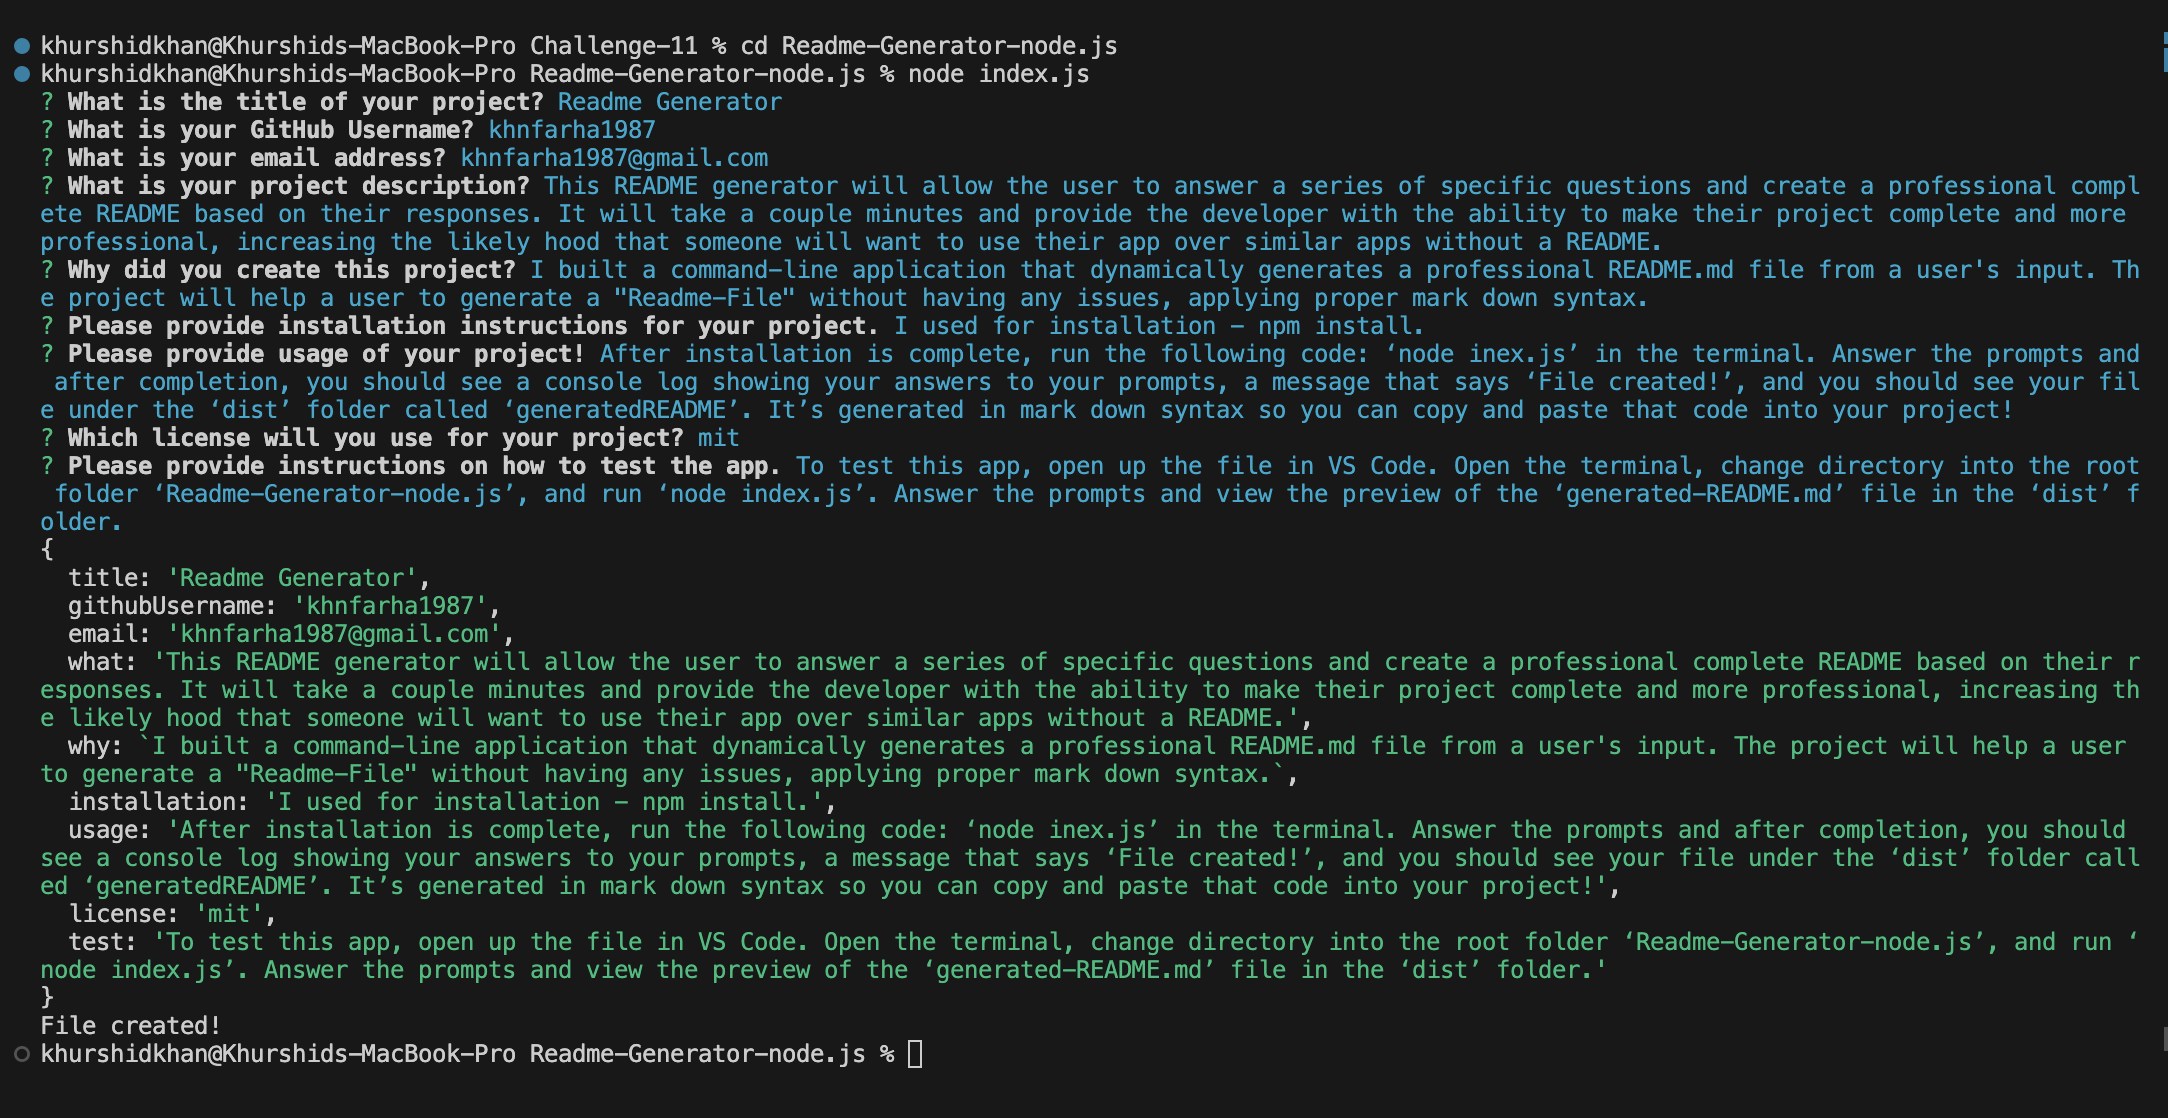 khurshidkhan@Khurshids-MacBook-Pro Challenge-11 % cd Readme-Generator-node.js
khurshidkhan@Khurshids-MacBook-Pro Readme-Generator-node.js % node index.js
? What is the title of your project? Readme Generator
? What is your GitHub Username? khnfarha1987
? What is your email address? khnfarha1987@gmail.com
? What is your project description? This README generator will allow the user to answer a series of specific questions and create a professional compl
ete README based on their responses. It will take a couple minutes and provide the developer with the ability to make their project complete and more
professional, increasing the likely hood that someone will want to use their app over similar apps without a README.
? Why did you create this project? I built a command-line application that dynamically generates a professional README.md file from a user's input. Th
e project will help a user to generate a "Readme-File" without having any issues, applying proper mark down syntax.
? Please provide installation instructions for your project. I used for installation - npm install.
? Please provide usage of your project! After installation is complete, run the following code: ‘node inex.js’ in the terminal. Answer the prompts and
 after completion, you should see a console log showing your answers to your prompts, a message that says ‘File created!’, and you should see your fil
e under the ‘dist’ folder called ‘generatedREADME’. It’s generated in mark down syntax so you can copy and paste that code into your project!
? Which license will you use for your project? mit
? Please provide instructions on how to test the app. To test this app, open up the file in VS Code. Open the terminal, change directory into the root
 folder ‘Readme-Generator-node.js’, and run ‘node index.js’. Answer the prompts and view the preview of the ‘generated-README.md’ file in the ‘dist’ f
older.
{
  title: 'Readme Generator',
  githubUsername: 'khnfarha1987',
  email: 'khnfarha1987@gmail.com',
  what: 'This README generator will allow the user to answer a series of specific questions and create a professional complete README based on their r
esponses. It will take a couple minutes and provide the developer with the ability to make their project complete and more professional, increasing th
e likely hood that someone will want to use their app over similar apps without a README.',
  why: `I built a command-line application that dynamically generates a professional README.md file from a user's input. The project will help a user
to generate a "Readme-File" without having any issues, applying proper mark down syntax.`,
  installation: 'I used for installation - npm install.',
  usage: 'After installation is complete, run the following code: ‘node inex.js’ in the terminal. Answer the prompts and after completion, you should
see a console log showing your answers to your prompts, a message that says ‘File created!’, and you should see your file under the ‘dist’ folder call
ed ‘generatedREADME’. It’s generated in mark down syntax so you can copy and paste that code into your project!',
  license: 'mit',
  test: 'To test this app, open up the file in VS Code. Open the terminal, change directory into the root folder ‘Readme-Generator-node.js’, and run ‘
node index.js’. Answer the prompts and view the preview of the ‘generated-README.md’ file in the ‘dist’ folder.'
}
File created!
khurshidkhan@Khurshids-MacBook-Pro Readme-Generator-node.js %